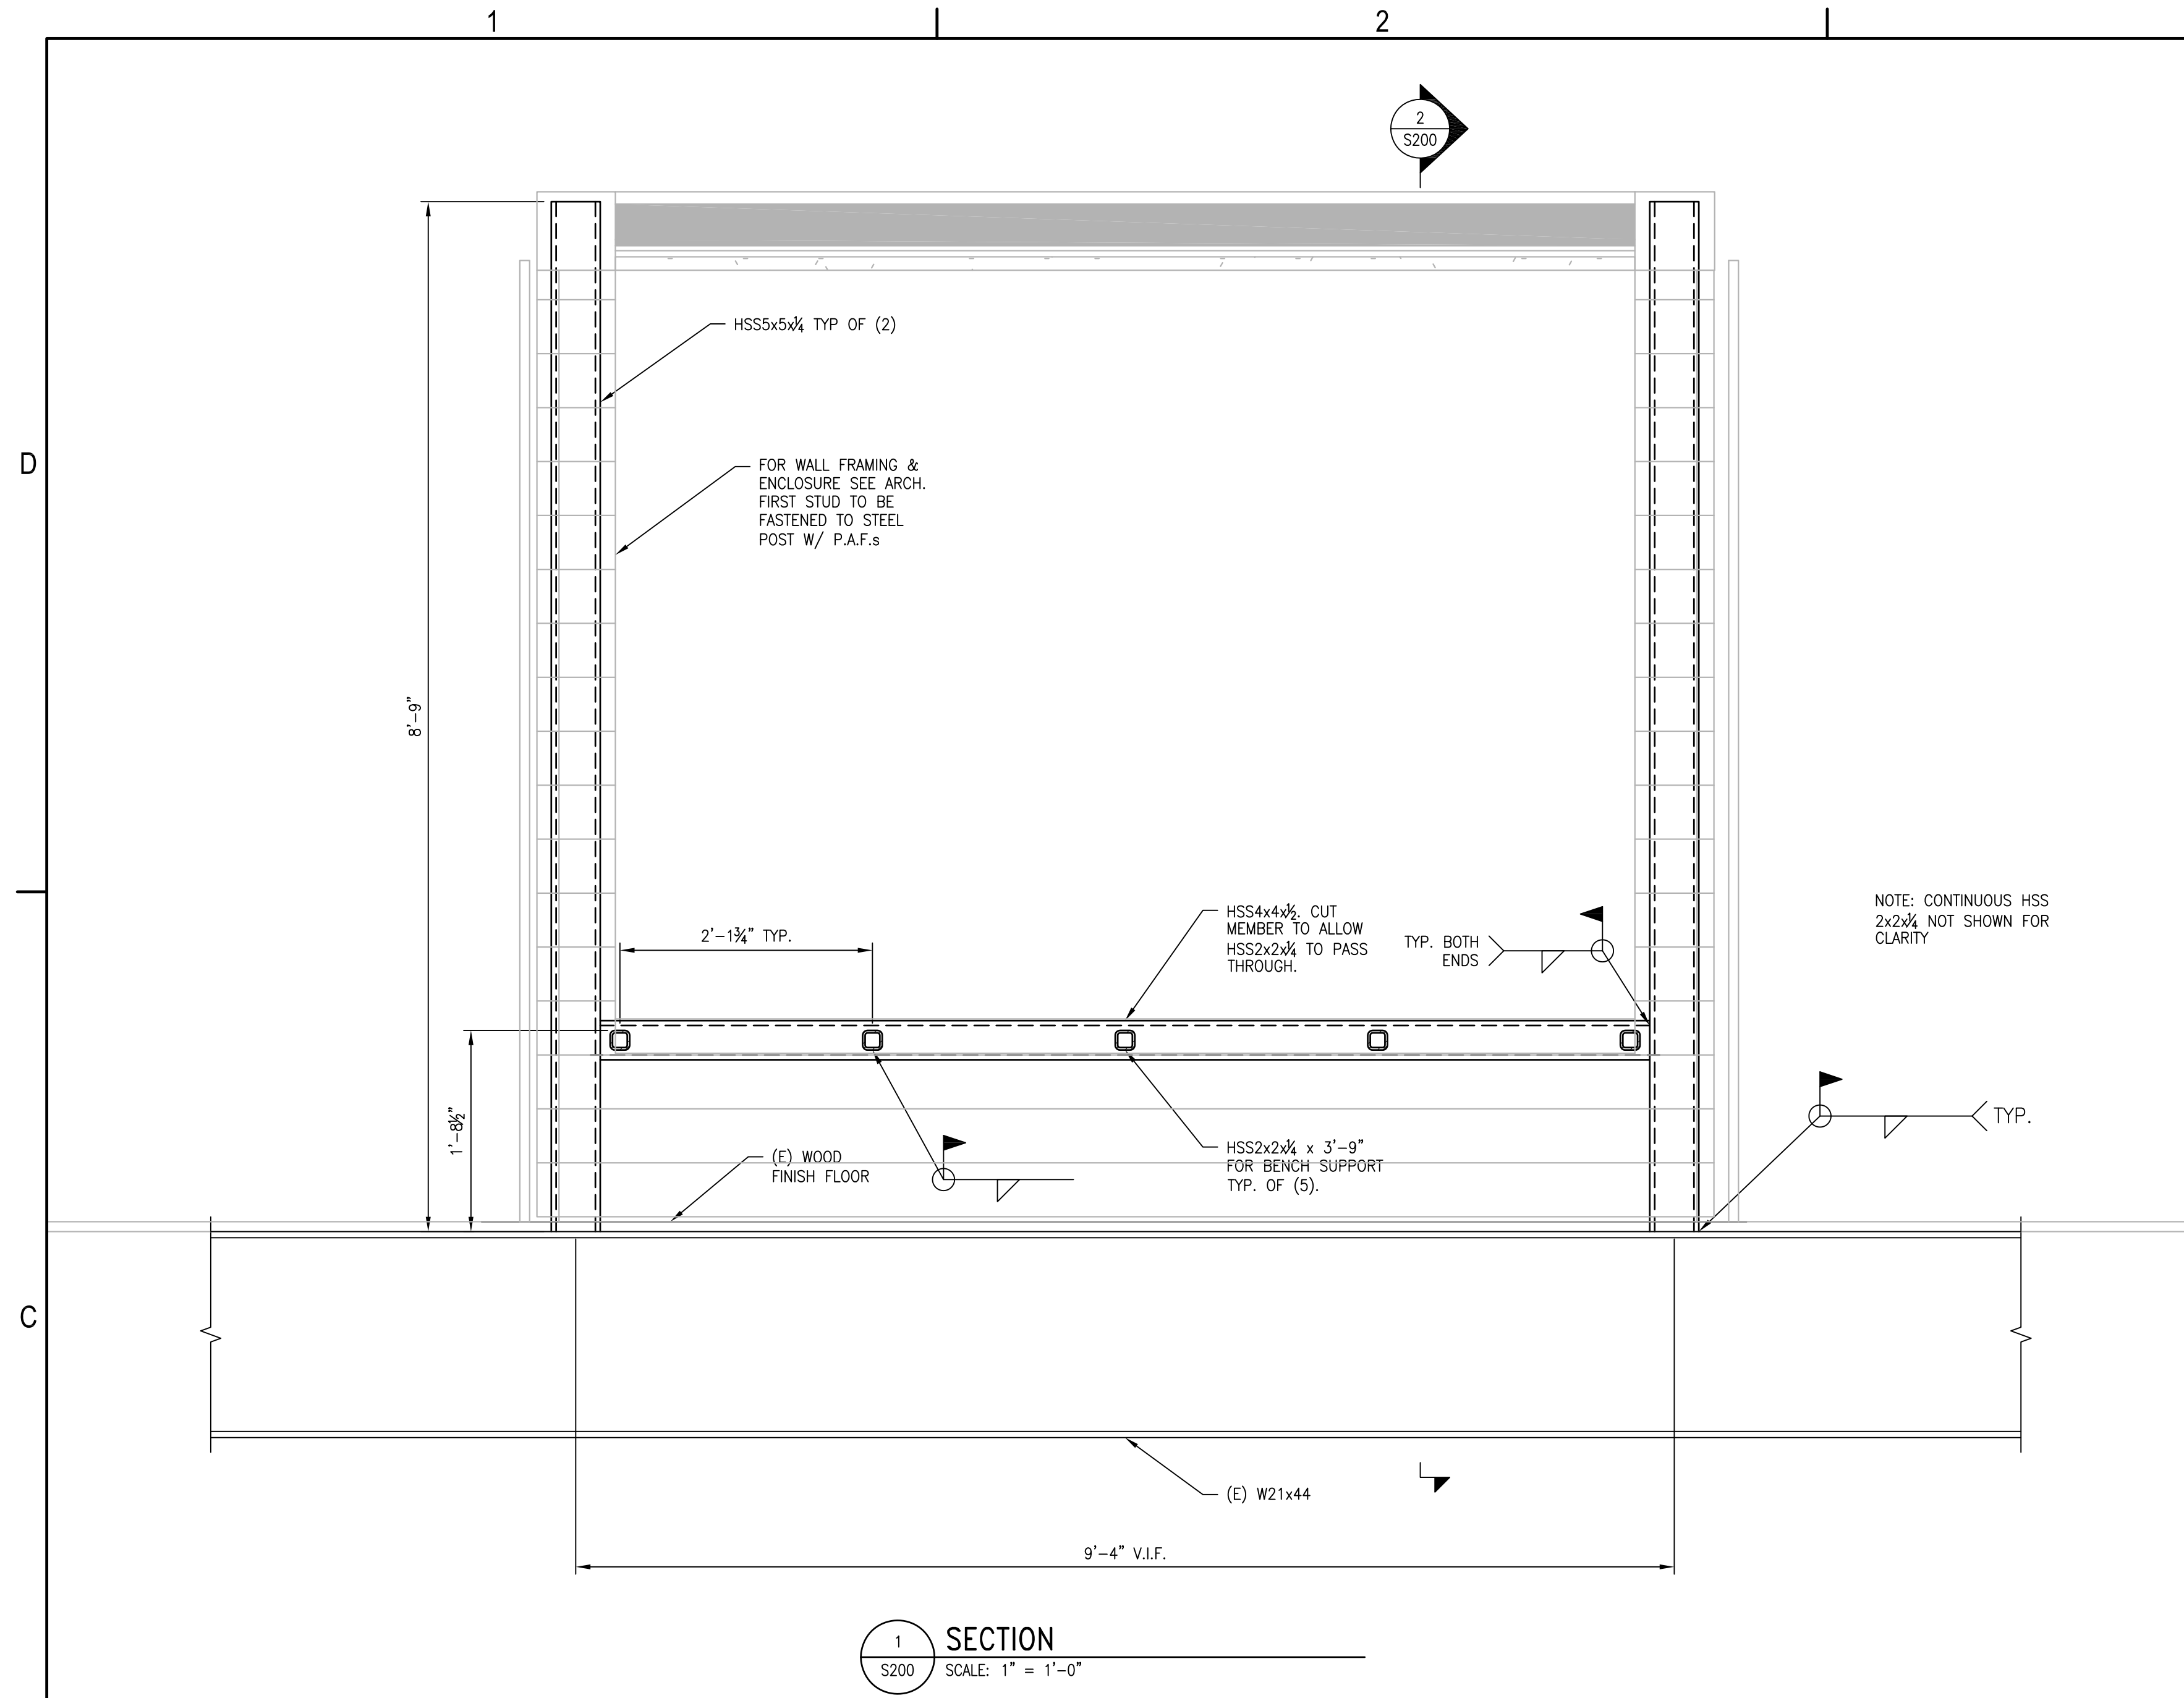 1
2
2
S200
HSS5x5x¼ TYP OF (2)
D
FOR WALL FRAMING &
ENCLOSURE SEE ARCH.
FIRST STUD TO BE
FASTENED TO STEEL
POST W/ P.A.F.s
8'-9"
NOTE: CONTINUOUS HSS
2x2x¼ NOT SHOWN FOR
CLARITY
HSS4x4x½. CUT
MEMBER TO ALLOW
HSS2x2x¼ TO PASS
THROUGH.
2'-1¾" TYP.
TYP. BOTH
ENDS
1'-8½"
TYP.
HSS2x2x¼ x 3'-9"
FOR BENCH SUPPORT
TYP. OF (5).
(E) WOOD
FINISH FLOOR
C
(E) W21x44
9'-4" V.I.F.
1
S200
SECTION
SCALE: 1" = 1'-0"